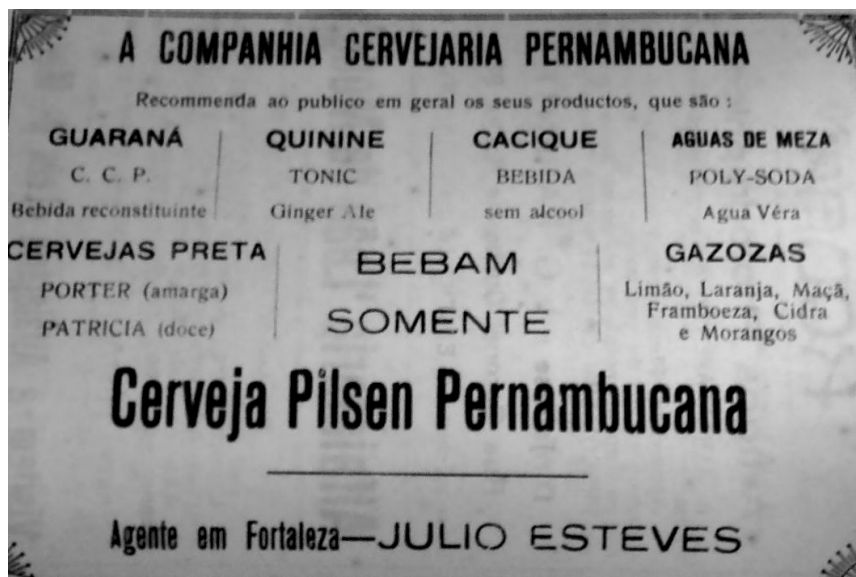 A COMPANHIA CERVEJARIA PERNAMBUCANA
Recommenda ao publico em geral os seus productos, que são :
GUARANÁ
C. C. P.
Bebida reconstituinte
QUININE
TONIC
Ginger Ale
CACIQUE
BEBIDA
sem alcool
AGUAS DE MEZA
POLY-SODA
Agua Véra
CERVEJAS PRETA
PORTER (amarga)
PATRICIA (doce)
BEBAM
SOMENTE
GAZOZAS
Limão, Laranja, Maçã,
Framboeza, Cidra
e Morangos
Cerveja Pilsen Pernambucana
Agente em Fortaleza—JULIO ESTEVES